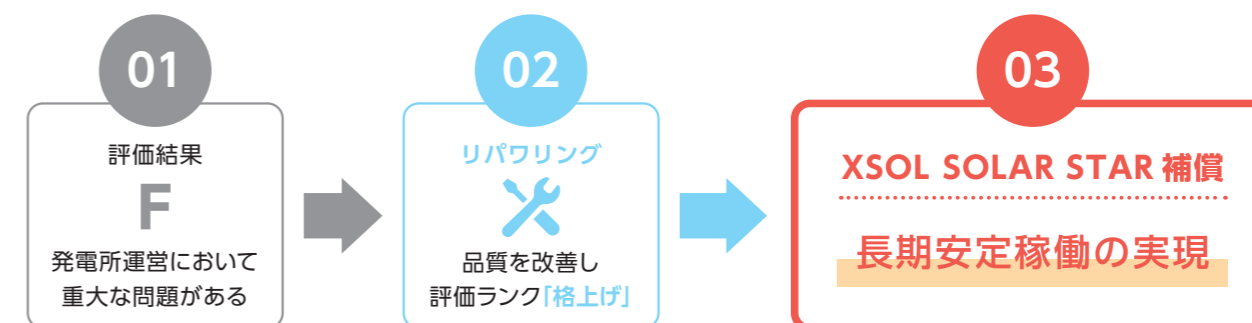 01
評価結果
F
発電所運営において
重大な問題がある
02
リパワリング
品質を改善し
評価ランク「格上げ」
03
XSOL SOLAR STAR 補償
長期安定稼働の実現